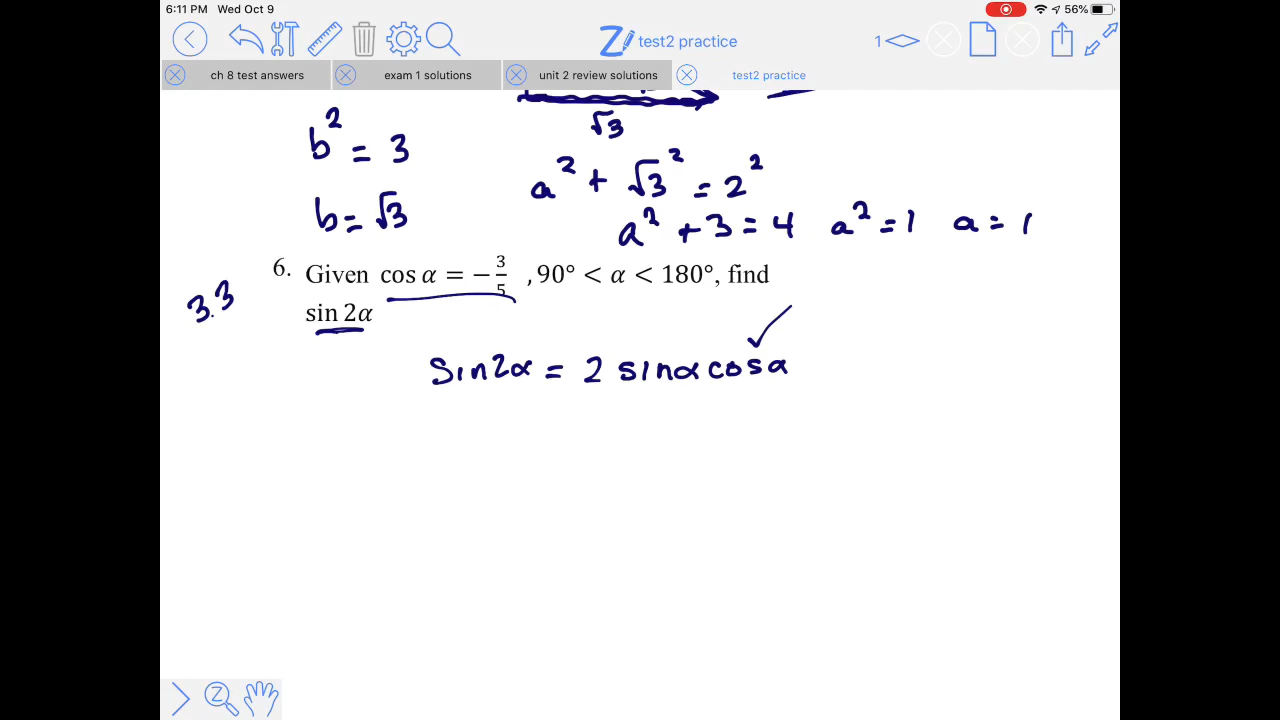 6:11 PM Wed Oct 9
56%
test2 practice
1
ch 8 test answers
exam 1 solutions
unit 2 review solutions
test2 practice
√3
b² = 3
a² + √3² = 2²
b = √3
a² + 3 = 4 a² = 1 a = 1
6. Given cos α = −3/5 , 90° < α < 180°, find
3.3
sin 2α
Sin2α = 2 sinα cosα